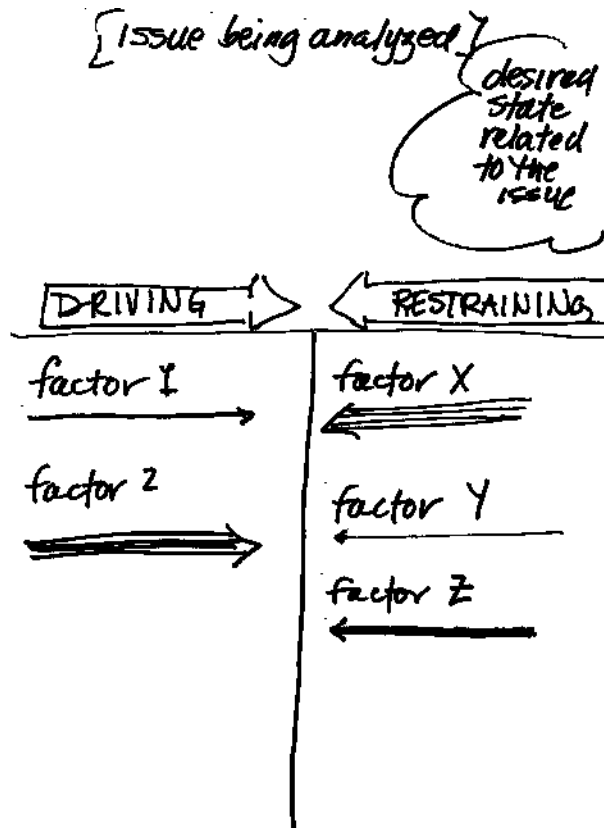 [issue being analyzed]
desired
state
related
to the
issue
DRIVING
RESTRAINING
factor 1
factor X
factor 2
factor Y
factor Z